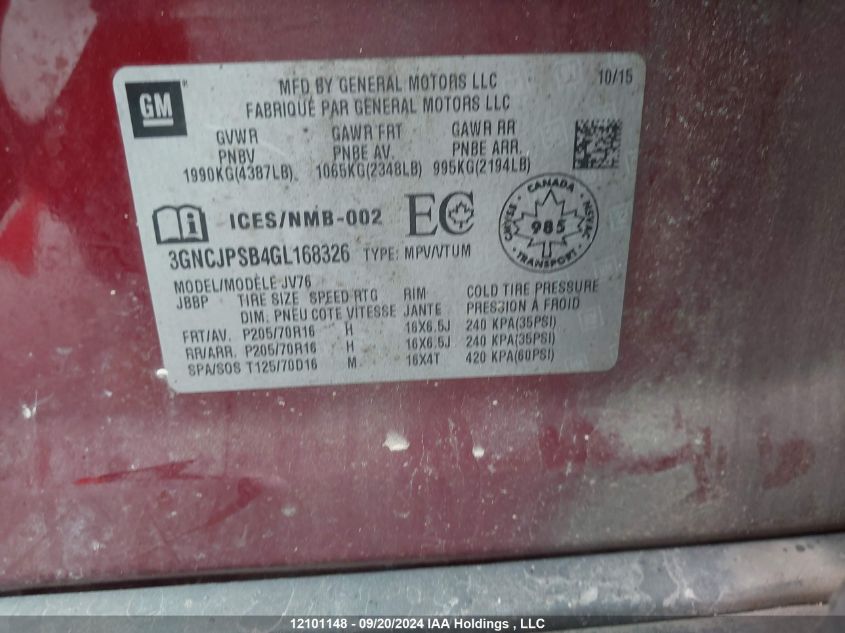 GM
MFD BY GENERAL MOTORS LLC 10/15
FABRIQUÉ PAR GENERAL MOTORS LLC
GVWR GAWR FRT GAWR RR
PNBV PNBE AV. PNBE ARR.
1990KG(4387LB) 1065KG(2348LB) 995KG(2194LB)
ICES/NMB-002 EC CANADA 985 TRANSPORT
3GNCJPSB4GL168326 TYPE: MPV/VTUM
MODEL/MODÈLE JV76
JBBP TIRE SIZE SPEED RTG RIM COLD TIRE PRESSURE
DIM. PNEU COTE VITESSE JANTE PRESSION À FROID
FRT/AV. P205/70R16 H 16X6.5J 240 KPA(35PSI)
RR/ARR. P205/70R16 H 16X6.5J 240 KPA(35PSI)
SPA/SOS T125/70D16 M 16X4T 420 KPA(60PSI)
12101148 - 09/20/2024 IAA Holdings , LLC